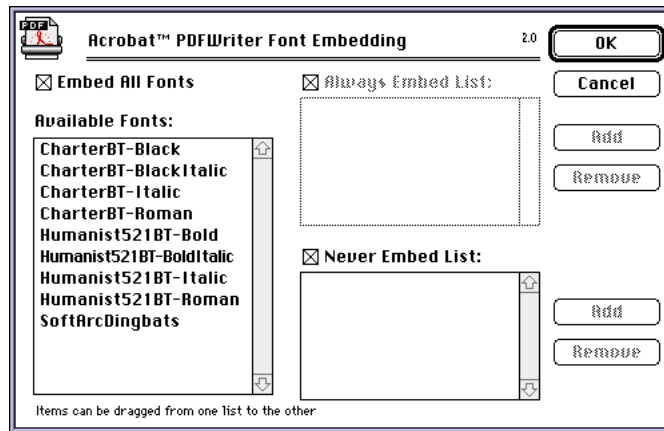 PDF
Acrobat™ PDFWriter Font Embedding
2.0
OK
Cancel
Embed All Fonts
Always Embed List:
Available Fonts:
CharterBT-Black
CharterBT-BlackItalic
CharterBT-Italic
CharterBT-Roman
Humanist521BT-Bold
Humanist521BT-BoldItalic
Humanist521BT-Italic
Humanist521BT-Roman
SoftArcDingbats
Add
Remove
Never Embed List:
Add
Remove
Items can be dragged from one list to the other